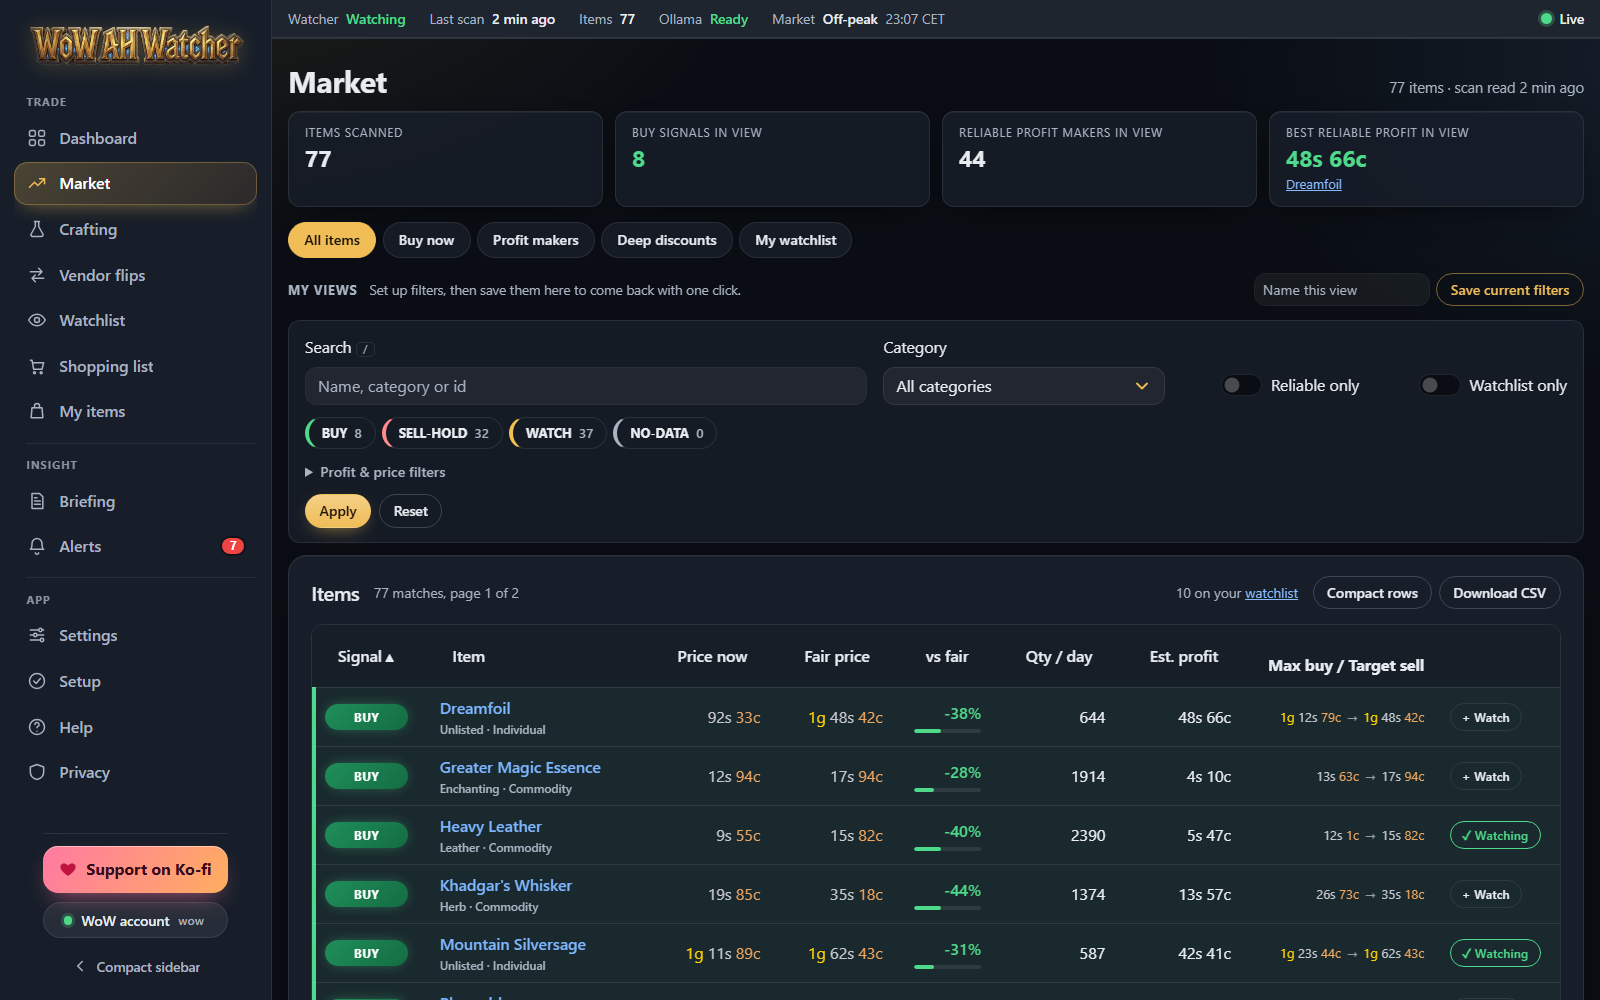 WoW AH Watcher
TRADE
Dashboard
Market
Crafting
Vendor flips
Watchlist
Shopping list
My items
INSIGHT
Briefing
Alerts 7
APP
Settings
Setup
Help
Privacy
Support on Ko-fi
WoW account wow
Compact sidebar
Watcher Watching Last scan 2 min ago Items 77 Ollama Ready Market Off-peak 23:07 CET Live
Market
77 items · scan read 2 min ago
ITEMS SCANNED
77
BUY SIGNALS IN VIEW
8
RELIABLE PROFIT MAKERS IN VIEW
44
BEST RELIABLE PROFIT IN VIEW
48s 66c
Dreamfoil
All items Buy now Profit makers Deep discounts My watchlist
MY VIEWS Set up filters, then save them here to come back with one click. Name this view Save current filters
Search /
Name, category or id
Category
All categories
Reliable only Watchlist only
BUY 8 SELL-HOLD 32 WATCH 37 NO-DATA 0
▶ Profit & price filters
Apply Reset
Items 77 matches, page 1 of 2 10 on your watchlist Compact rows Download CSV
Signal▲ Item Price now Fair price vs fair Qty / day Est. profit Max buy / Target sell
BUY Dreamfoil 92s 33c 1g 48s 42c -38% 644 48s 66c 1g 12s 79c → 1g 48s 42c + Watch
Unlisted · Individual
BUY Greater Magic Essence 12s 94c 17s 94c -28% 1914 4s 10c 13s 63c → 17s 94c + Watch
Enchanting · Commodity
BUY Heavy Leather 9s 55c 15s 82c -40% 2390 5s 47c 12s 1c → 15s 82c ✓ Watching
Leather · Commodity
BUY Khadgar's Whisker 19s 85c 35s 18c -44% 1374 13s 57c 26s 73c → 35s 18c + Watch
Herb · Commodity
BUY Mountain Silversage 1g 11s 89c 1g 62s 43c -31% 587 42s 41c 1g 23s 44c → 1g 62s 43c ✓ Watching
Unlisted · Individual